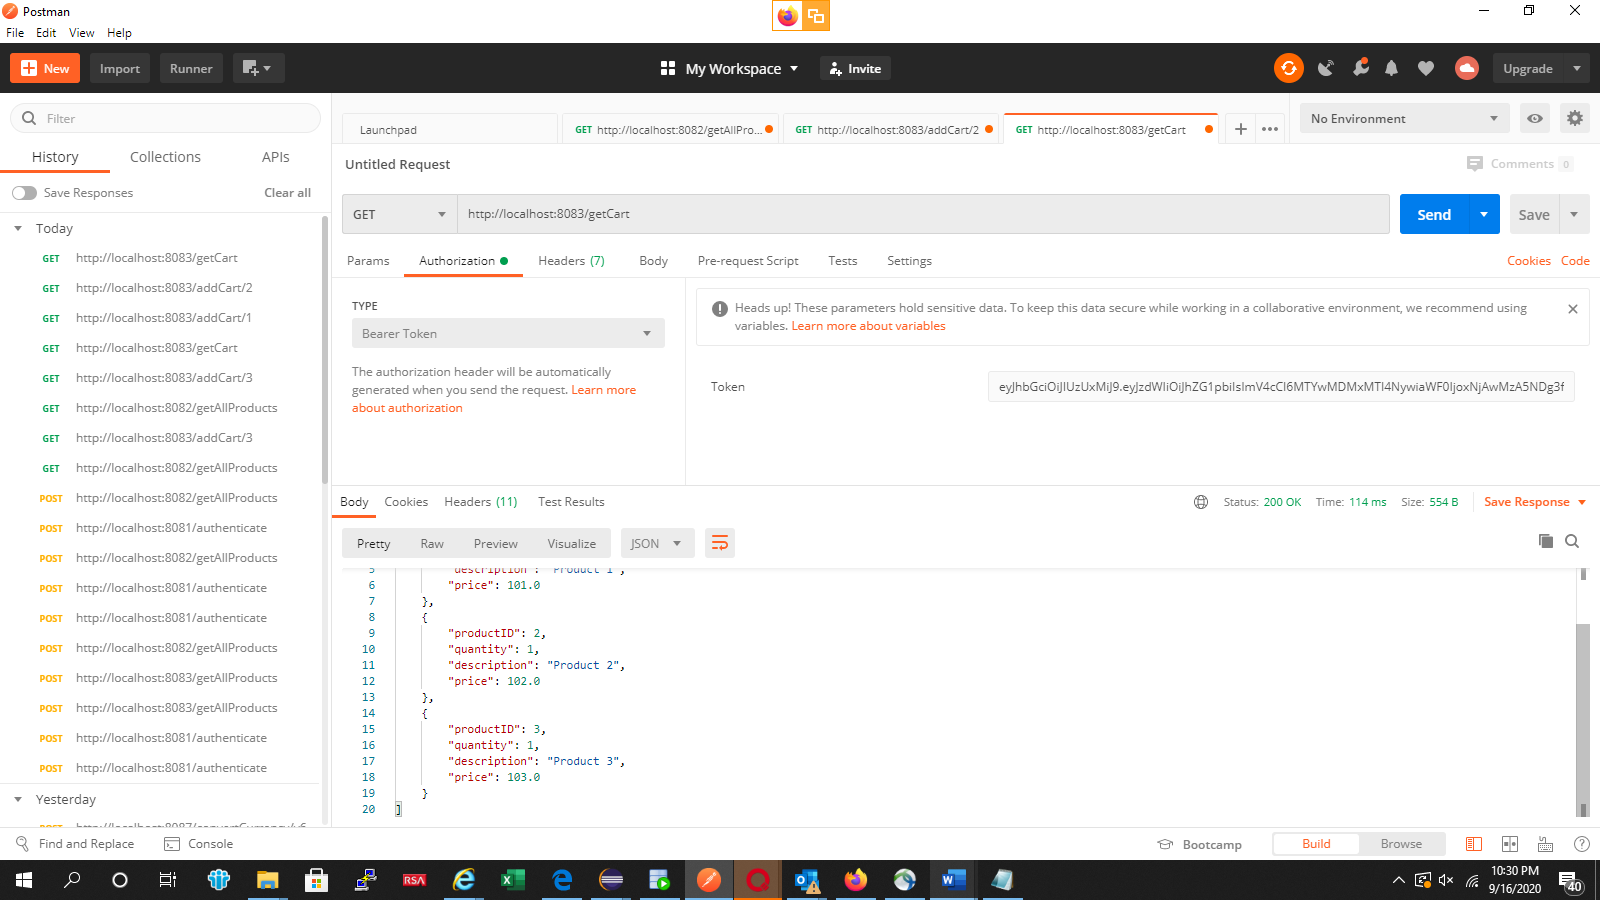 Postman
File Edit View Help
New Import Runner My Workspace Invite Upgrade
Filter
History Collections APIs
Save Responses Clear all
Today
GET http://localhost:8083/getCart
GET http://localhost:8083/addCart/2
GET http://localhost:8083/addCart/1
GET http://localhost:8083/getCart
GET http://localhost:8083/addCart/3
GET http://localhost:8082/getAllProducts
GET http://localhost:8083/addCart/3
GET http://localhost:8082/getAllProducts
POST http://localhost:8082/getAllProducts
POST http://localhost:8081/authenticate
POST http://localhost:8082/getAllProducts
POST http://localhost:8081/authenticate
POST http://localhost:8081/authenticate
POST http://localhost:8082/getAllProducts
POST http://localhost:8083/getAllProducts
POST http://localhost:8083/getAllProducts
POST http://localhost:8081/authenticate
POST http://localhost:8081/authenticate
Yesterday
Launchpad GET http://localhost:8082/getAllPro... GET http://localhost:8083/addCart/2 GET http://localhost:8083/getCart No Environment
Untitled Request Comments 0
GET http://localhost:8083/getCart Send Save
Params Authorization Headers (7) Body Pre-request Script Tests Settings Cookies Code
TYPE
Bearer Token
The authorization header will be automatically
generated when you send the request. Learn more
about authorization
Heads up! These parameters hold sensitive data. To keep this data secure while working in a collaborative environment, we recommend using
variables. Learn more about variables
Token
Body Cookies Headers (11) Test Results Status: 200 OK Time: 114 ms Size: 554 B Save Response
Pretty Raw Preview Visualize JSON
5 "description": "Product 1",
6 "price": 101.0
7 },
8 {
9 "productID": 2,
10 "quantity": 1,
11 "description": "Product 2",
12 "price": 102.0
13 },
14 {
15 "productID": 3,
16 "quantity": 1,
17 "description": "Product 3",
18 "price": 103.0
19 }
20 ]
Find and Replace Console Bootcamp Build Browse
RSA
10:30 PM
9/16/2020
40